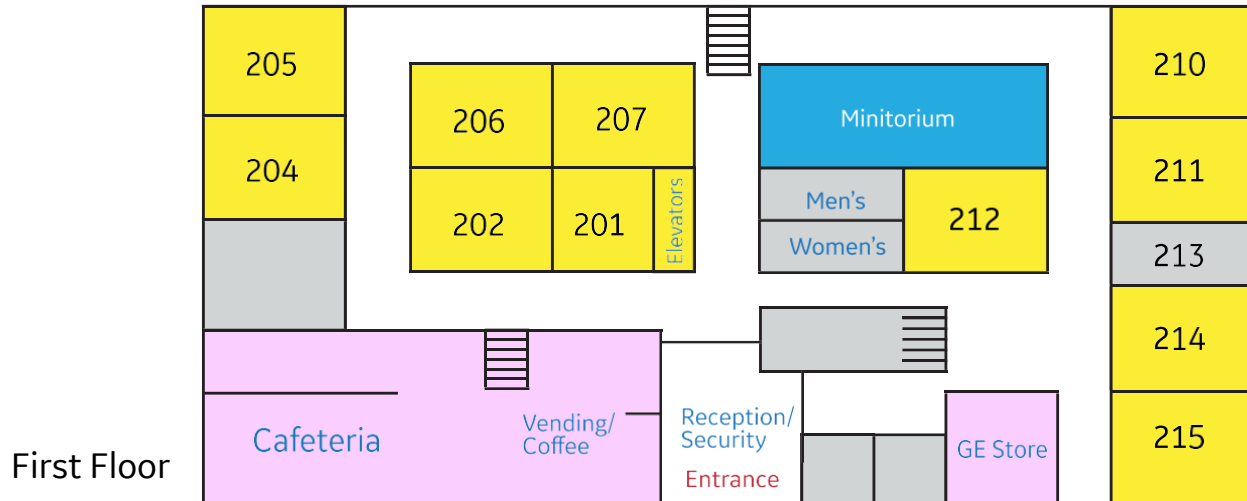 205
210
206
207
Minitorium
204
211
Men's
202
201
Elevators
212
Women's
213
214
Cafeteria
Vending/
Coffee
Reception/
Security
Entrance
GE Store
215
First Floor